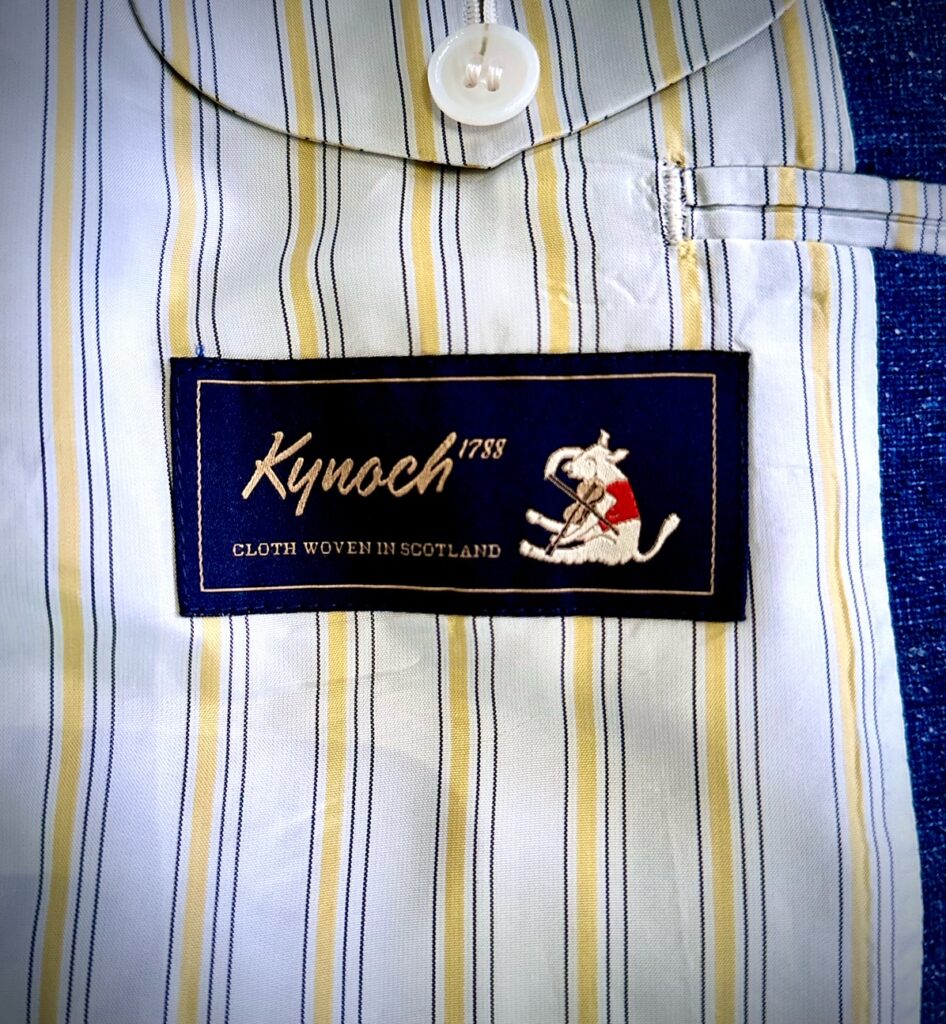 Kynoch 1788
CLOTH WOVEN IN SCOTLAND